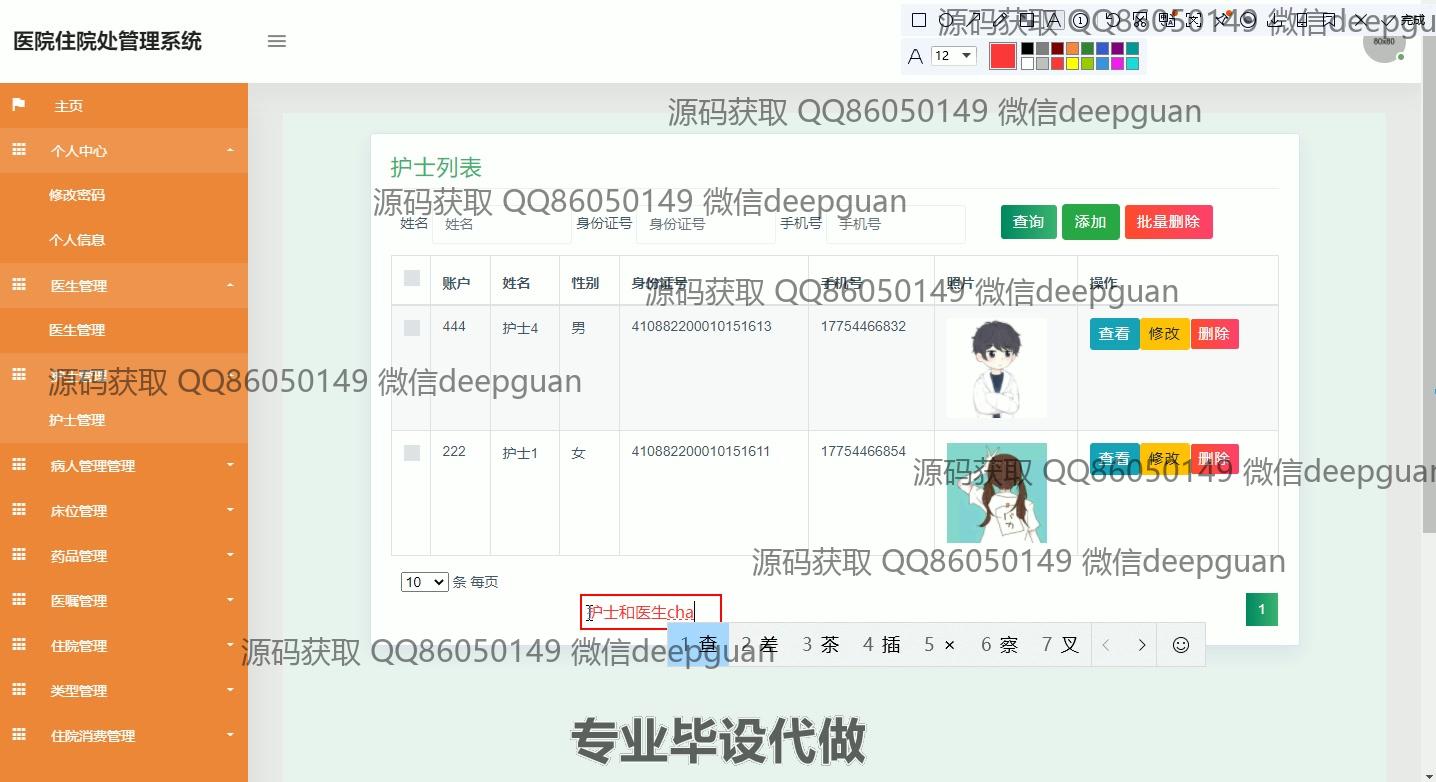 医院住院处管理系统
完成
A 12
80x80
主页
个人中心
修改密码
个人信息
医生管理
医生管理
护士管理
护士管理
病人管理管理
床位管理
药品管理
医嘱管理
住院管理
类型管理
住院消费管理
护士列表
姓名 姓名 身份证号 身份证号 手机号 手机号 查询 添加 批量删除
账户 姓名 性别 身份证号 手机号 照片 操作
444 护士4 男 410882200010151613 17754466832 查看 修改 删除
222 护士1 女 410882200010151611 17754466854 查看 修改 删除
10 条 每页
1
护士和医生cha
1 查 2 差 3 茶 4 插 5 × 6 察 7 叉
源码获取 QQ86050149 微信deepguan
源码获取 QQ86050149 微信deepguan
源码获取 QQ86050149 微信deepguan
源码获取 QQ86050149 微信deepguan
源码获取 QQ86050149 微信deepguan
源码获取 QQ86050149 微信deepguan
源码获取 QQ86050149 微信deepguan
源码获取 QQ86050149 微信deepgu
专业毕设代做